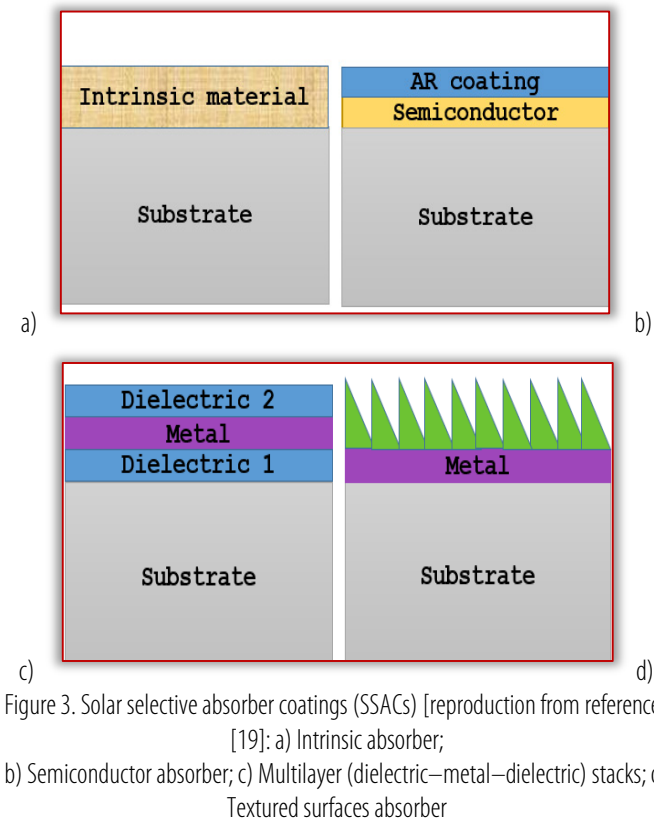 Intrinsic material
Substrate
AR coating
Semiconductor
Substrate
a)
b)
Dielectric 2
Metal
Dielectric 1
Substrate
Metal
Substrate
c)
d)
Figure 3. Solar selective absorber coatings (SSACs) [reproduction from reference
[19]: a) Intrinsic absorber;
b) Semiconductor absorber; c) Multilayer (dielectric–metal–dielectric) stacks;
Textured surfaces absorber